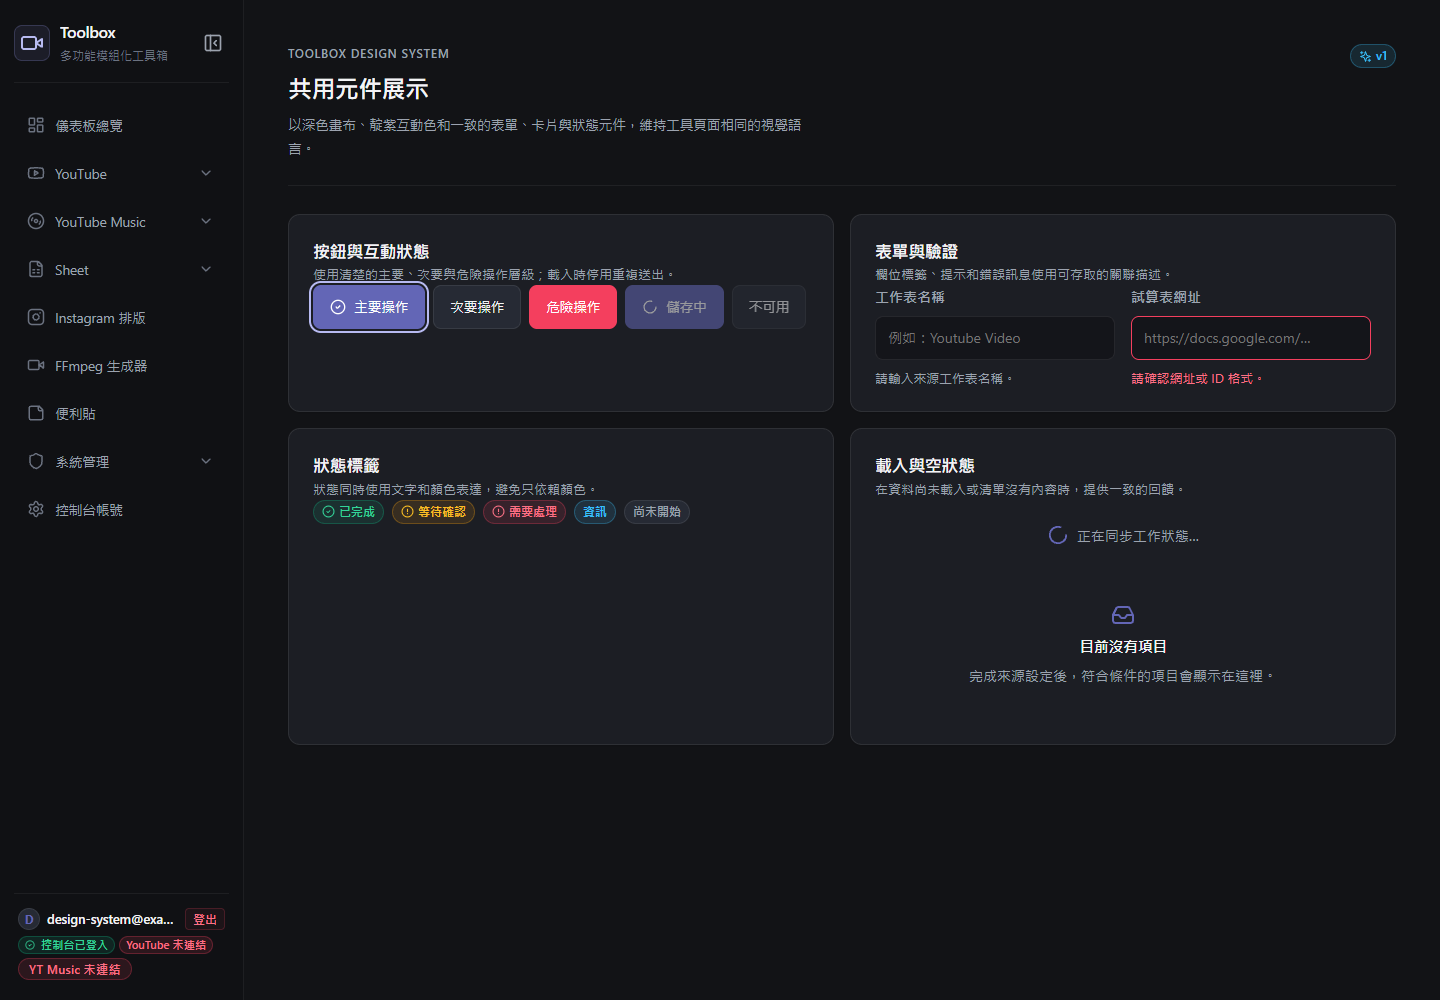 Toolbox
多功能模組化工具箱
儀表板總覽
YouTube
YouTube Music
Sheet
Instagram 排版
FFmpeg 生成器
便利貼
系統管理
控制台帳號
D design-system@exa... 登出
控制台已登入 YouTube 未連結
YT Music 未連結
TOOLBOX DESIGN SYSTEM
v1
共用元件展示
以深色畫布、靛紫互動色和一致的表單、卡片與狀態元件，維持工具頁面相同的視覺語
言。
按鈕與互動狀態
使用清楚的主要、次要與危險操作層級；載入時停用重複送出。
主要操作 次要操作 危險操作 儲存中 不可用
表單與驗證
欄位標籤、提示和錯誤訊息使用可存取的關聯描述。
工作表名稱 試算表網址
例如：Youtube Video https://docs.google.com/...
請輸入來源工作表名稱。 請確認網址或 ID 格式。
狀態標籤
狀態同時使用文字和顏色表達，避免只依賴顏色。
已完成 等待確認 需要處理 資訊 尚未開始
載入與空狀態
在資料尚未載入或清單沒有內容時，提供一致的回饋。
正在同步工作狀態...
目前沒有項目
完成來源設定後，符合條件的項目會顯示在這裡。